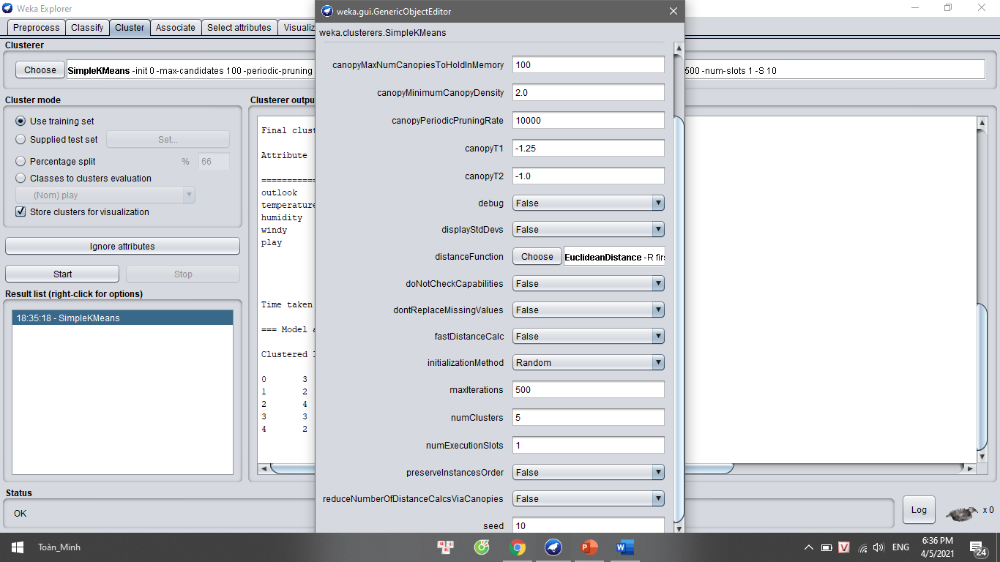 Weka Explorer
Preprocess Classify Cluster Associate Select attributes Visualiz
Clusterer
Choose SimpleKMeans -init 0 -max-candidates 100 -periodic-pruning
500 -num-slots 1 -S 10
Cluster mode
Use training set
Supplied test set Set...
Percentage split % 66
Classes to clusters evaluation
(Nom) play
Store clusters for visualization
Ignore attributes
Start Stop
Result list (right-click for options)
18:35:18 - SimpleKMeans
Clusterer outpu
Final clust
Attribute
============
outlook
temperature
humidity
windy
play
Time taken
=== Model a
Clustered I
0 3
1 2
2 4
3 3
4 2
weka.gui.GenericObjectEditor
weka.clusterers.SimpleKMeans
canopyMaxNumCanopiesToHoldInMemory 100
canopyMinimumCanopyDensity 2.0
canopyPeriodicPruningRate 10000
canopyT1 -1.25
canopyT2 -1.0
debug False
displayStdDevs False
distanceFunction Choose EuclideanDistance -R firs
doNotCheckCapabilities False
dontReplaceMissingValues False
fastDistanceCalc False
initializationMethod Random
maxIterations 500
numClusters 5
numExecutionSlots 1
preserveInstancesOrder False
reduceNumberOfDistanceCalcsViaCanopies False
seed 10
Status
OK
Log x 0
Toàn_Minh
V ENG
6:36 PM
4/5/2021
24